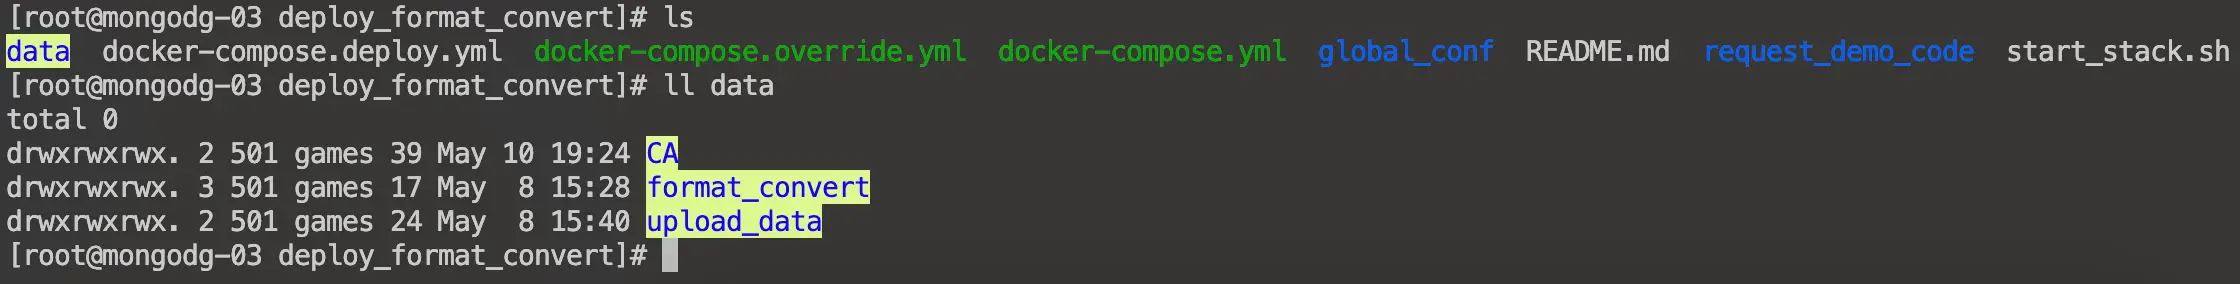 [root@mongodg-03 deploy_format_convert]# ls
data  docker-compose.deploy.yml  docker-compose.override.yml  docker-compose.yml  global_conf  README.md  request_demo_code  start_stack.sh
[root@mongodg-03 deploy_format_convert]# ll data
total 0
drwxrwxrwx. 2 501 games 39 May 10 19:24 CA
drwxrwxrwx. 3 501 games 17 May  8 15:28 format_convert
drwxrwxrwx. 2 501 games 24 May  8 15:40 upload_data
[root@mongodg-03 deploy_format_convert]#